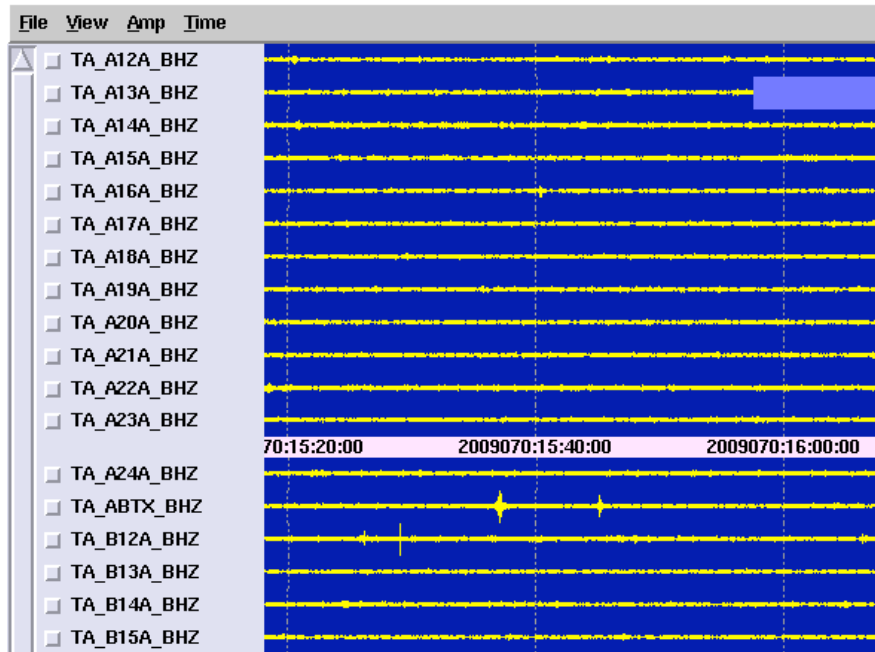 File View Amp Time
TA_A12A_BHZ
TA_A13A_BHZ
TA_A14A_BHZ
TA_A15A_BHZ
TA_A16A_BHZ
TA_A17A_BHZ
TA_A18A_BHZ
TA_A19A_BHZ
TA_A20A_BHZ
TA_A21A_BHZ
TA_A22A_BHZ
TA_A23A_BHZ
70:15:20:00 2009070:15:40:00 2009070:16:00:00
TA_A24A_BHZ
TA_ABTX_BHZ
TA_B12A_BHZ
TA_B13A_BHZ
TA_B14A_BHZ
TA_B15A_BHZ